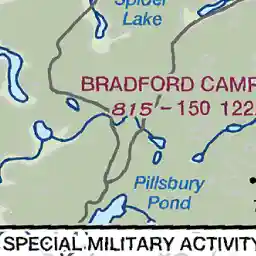 Spider
Lake
BRADFORD CAMP
815 - 150 122
Pillsbury
Pond
SPECIAL MILITARY ACTIVITY